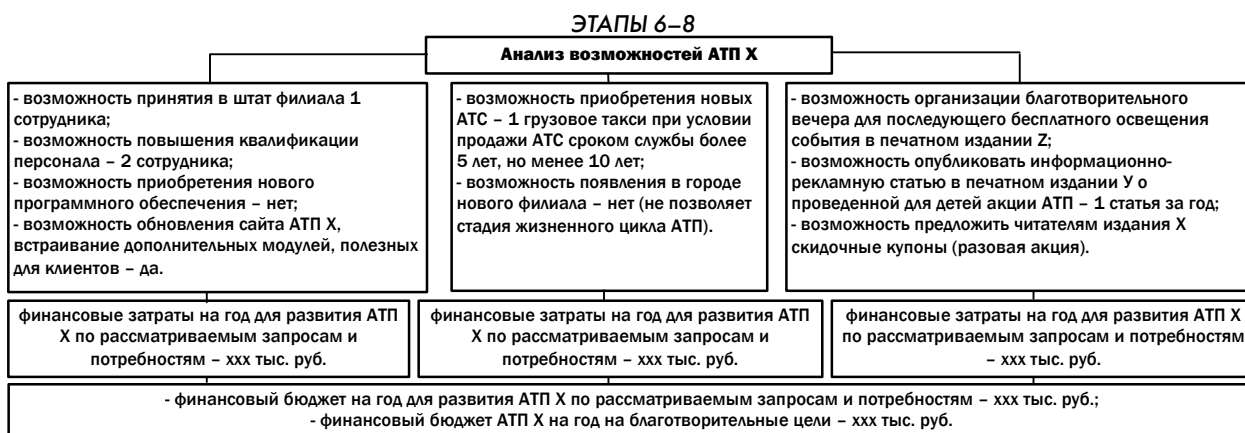 ЭТАПЫ 6–8
Анализ возможностей АТП Х
- возможность принятия в штат филиала 1
сотрудника;
- возможность повышения квалификации
персонала – 2 сотрудника;
- возможность приобретения нового
программного обеспечения – нет;
- возможность обновления сайта АТП Х,
встраивание дополнительных модулей, полезных
для клиентов – да.
- возможность приобретения новых
АТС – 1 грузовое такси при условии
продажи АТС сроком службы более
5 лет, но менее 10 лет;
- возможность появления в городе
нового филиала – нет (не позволяет
стадия жизненного цикла АТП).
- возможность организации благотворительного
вечера для последующего бесплатного освещения
события в печатном издании Z;
- возможность опубликовать информационно-
рекламную статью в печатном издании У о
проведенной для детей акции АТП – 1 статья за год;
- возможность предложить читателям издания Х
скидочные купоны (разовая акция).
финансовые затраты на год для развития АТП
Х по рассматриваемым запросам и
потребностям – ххх тыс. руб.
финансовые затраты на год для развития АТП
Х по рассматриваемым запросам и
потребностям – ххх тыс. руб.
финансовые затраты на год для развития АТП Х
по рассматриваемым запросам и потребностям
– ххх тыс. руб.
- финансовый бюджет на год для развития АТП Х по рассматриваемым запросам и потребностям – ххх тыс. руб.;
- финансовый бюджет АТП Х на год на благотворительные цели – ххх тыс. руб.